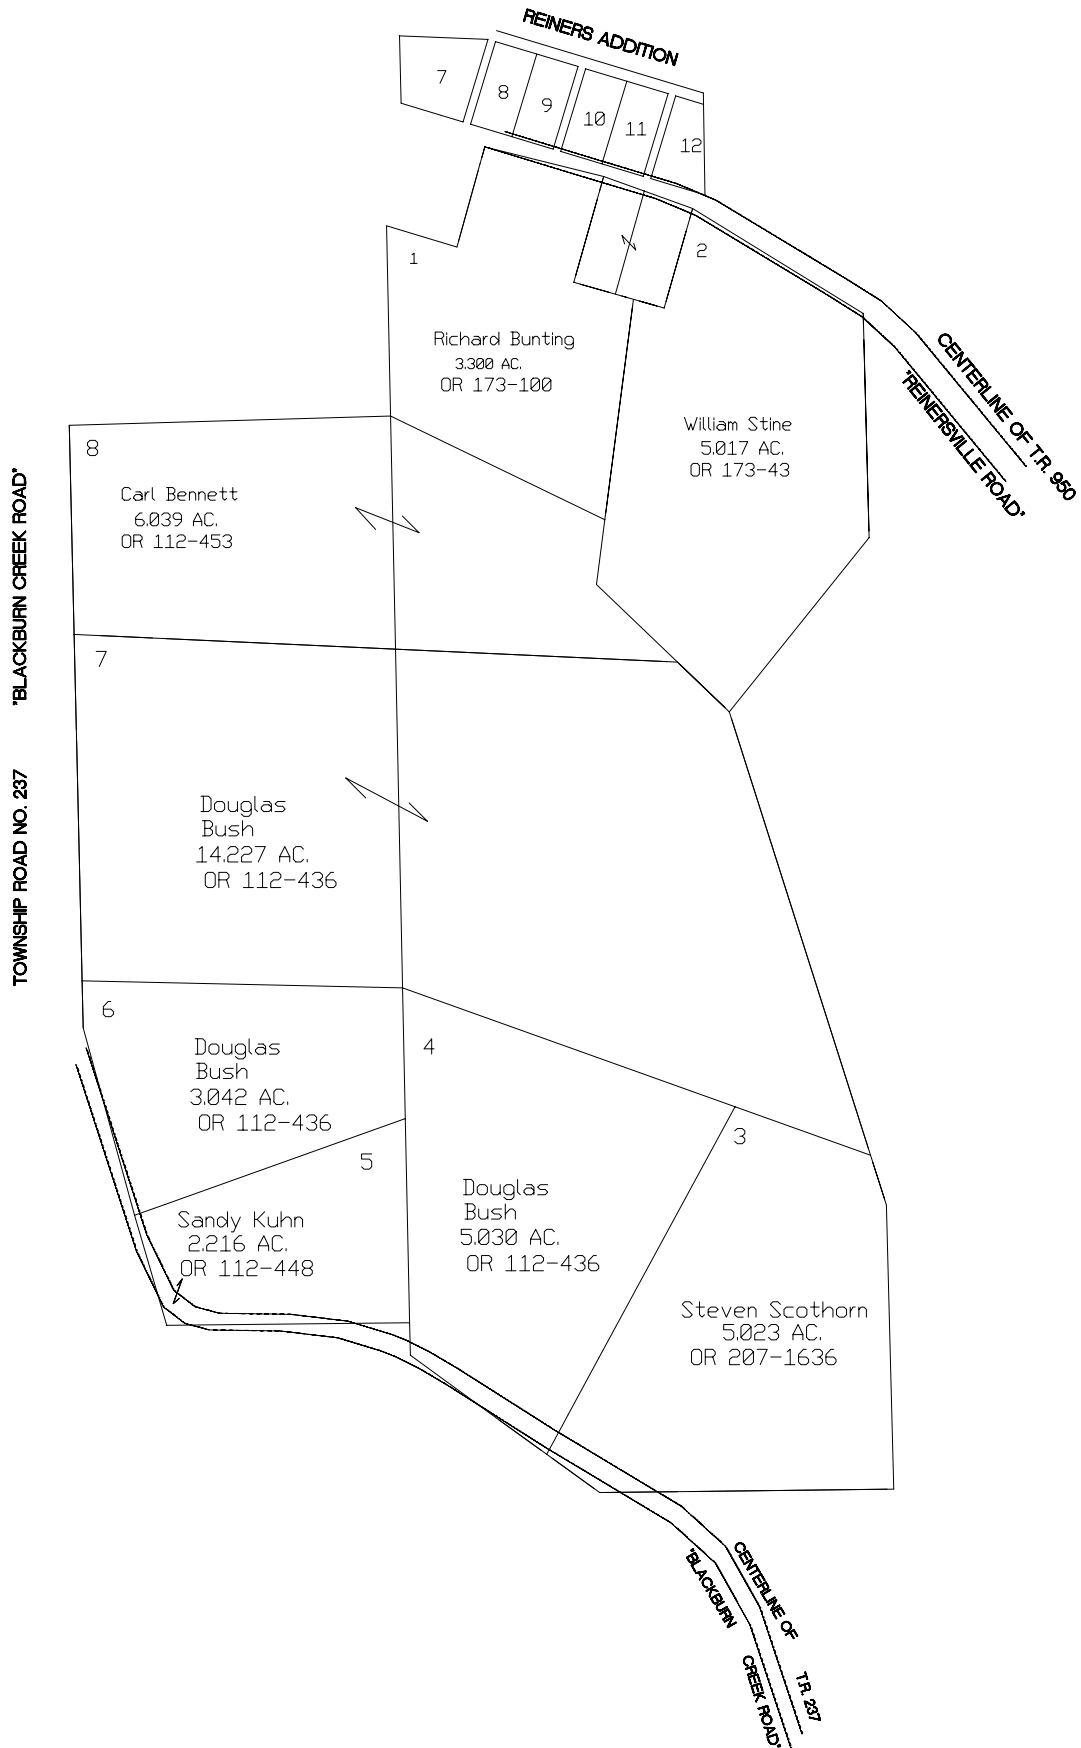 REINERS ADDITION
7
8
9
10
11
12
1
2
Richard Bunting
3.300 AC.
OR 173-100
William Stine
5.017 AC.
OR 173-43
CENTERLINE OF T.R. 950
"REINERSVILLE ROAD"
8
Carl Bennett
6.039 AC.
OR 112-453
TOWNSHIP ROAD NO. 237 "BLACKBURN CREEK ROAD"
7
Douglas
Bush
14.227 AC.
OR 112-436
6
Douglas
Bush
3.042 AC.
OR 112-436
4
3
5
Sandy Kuhn
2.216 AC.
OR 112-448
Douglas
Bush
5.030 AC.
OR 112-436
Steven Scothorn
5.023 AC.
OR 207-1636
CENTERLINE OF T.R. 237
"BLACKBURN CREEK ROAD"